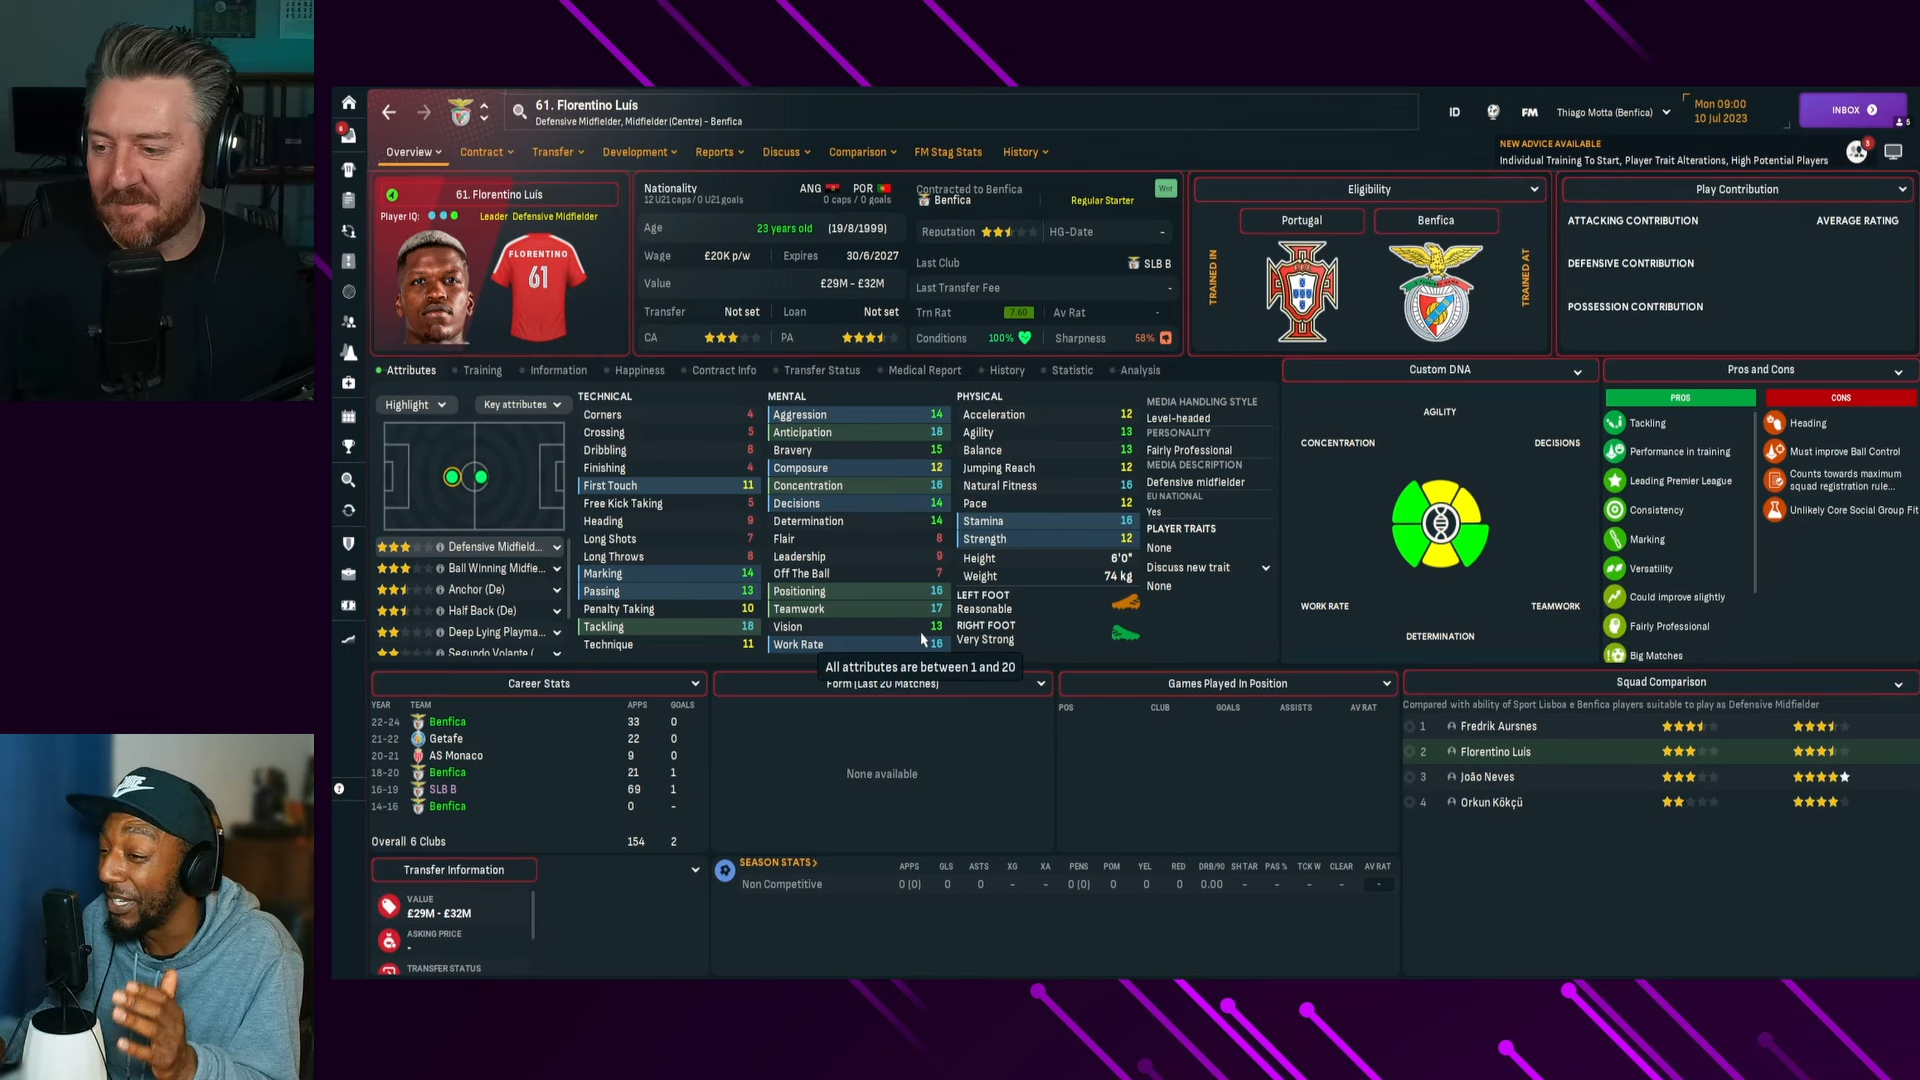 61. Florentino Luís
Defensive Midfielder, Midfielder (Centre) - Benfica
ID
FM
Thiago Motta (Benfica)
Mon 09:00
10 Jul 2023
INBOX
5
6
Overview
Contract
Transfer
Development
Reports
Discuss
Comparison
FM Stag Stats
History
NEW ADVICE AVAILABLE
Individual Training To Start, Player Trait Alterations, High Potential Players
3
61. Florentino Luís
Player IQ:
Leader Defensive Midfielder
FLORENTINO
61
Nationality
ANG
POR
12 U21 caps / 0 U21 goals
0 caps / 0 goals
Age
23 years old
(19/8/1999)
Wage
£20K p/w
Expires
30/6/2027
Value
£29M - £32M
Transfer
Not set
Loan
Not set
CA
PA
Contracted to Benfica
Benfica
Wnt
Regular Starter
Reputation
HG-Date
-
Last Club
SLB B
Last Transfer Fee
-
Trn Rat
7.60
Av Rat
-
Conditions
100%
Sharpness
58%
Eligibility
Portugal
Benfica
TRAINED IN
TRAINED AT
Play Contribution
ATTACKING CONTRIBUTION
AVERAGE RATING
DEFENSIVE CONTRIBUTION
POSSESSION CONTRIBUTION
Attributes
Training
Information
Happiness
Contract Info
Transfer Status
Medical Report
History
Statistic
Analysis
Highlight
Key attributes
Defensive Midfield...
Ball Winning Midfie...
Anchor (De)
Half Back (De)
Deep Lying Playma...
Segundo Volante (
TECHNICAL
Corners 4
Crossing 5
Dribbling 8
Finishing 4
First Touch 11
Free Kick Taking 5
Heading 9
Long Shots 7
Long Throws 8
Marking 14
Passing 13
Penalty Taking 10
Tackling 18
Technique 11
MENTAL
Aggression 14
Anticipation 18
Bravery 15
Composure 12
Concentration 16
Decisions 14
Determination 14
Flair 8
Leadership 9
Off The Ball 7
Positioning 16
Teamwork 17
Vision 13
Work Rate 16
All attributes are between 1 and 20
PHYSICAL
Acceleration 12
Agility 13
Balance 13
Jumping Reach 12
Natural Fitness 16
Pace 12
Stamina 16
Strength 12
Height 6'0"
Weight 74 kg
LEFT FOOT
Reasonable
RIGHT FOOT
Very Strong
MEDIA HANDLING STYLE
Level-headed
PERSONALITY
Fairly Professional
MEDIA DESCRIPTION
Defensive midfielder
EU NATIONAL
Yes
PLAYER TRAITS
None
Discuss new trait
None
Custom DNA
AGILITY
CONCENTRATION
DECISIONS
WORK RATE
TEAMWORK
DETERMINATION
Pros and Cons
PROS
Tackling
Performance in training
Leading Premier League
Consistency
Marking
Versatility
Could improve slightly
Fairly Professional
Big Matches
CONS
Heading
Must improve Ball Control
Counts towards maximum
squad registration rule...
Unlikely Core Social Group Fit
Career Stats
YEAR TEAM APPS GOALS
22-24 Benfica 33 0
21-22 Getafe 22 0
20-21 AS Monaco 9 0
18-20 Benfica 21 1
16-19 SLB B 69 1
14-16 Benfica 0 -
Overall 6 Clubs 154 2
Form (Last 20 Matches)
None available
Games Played In Position
POS CLUB GOALS ASSISTS AV RAT
Squad Comparison
Compared with ability of Sport Lisboa e Benfica players suitable to play as Defensive Midfielder
1 Fredrik Aursnes
2 Florentino Luís
3 João Neves
4 Orkun Kökçü
Transfer Information
VALUE
£29M - £32M
ASKING PRICE
-
TRANSFER STATUS
SEASON STATS>
APPS GLS ASTS XG XA PENS POM YEL RED DRB/90 SH TAR PAS % TCK W CLEAR AV RAT
Non Competitive 0 (0) 0 0 - - 0 (0) 0 0 0 0.00 - - - - -